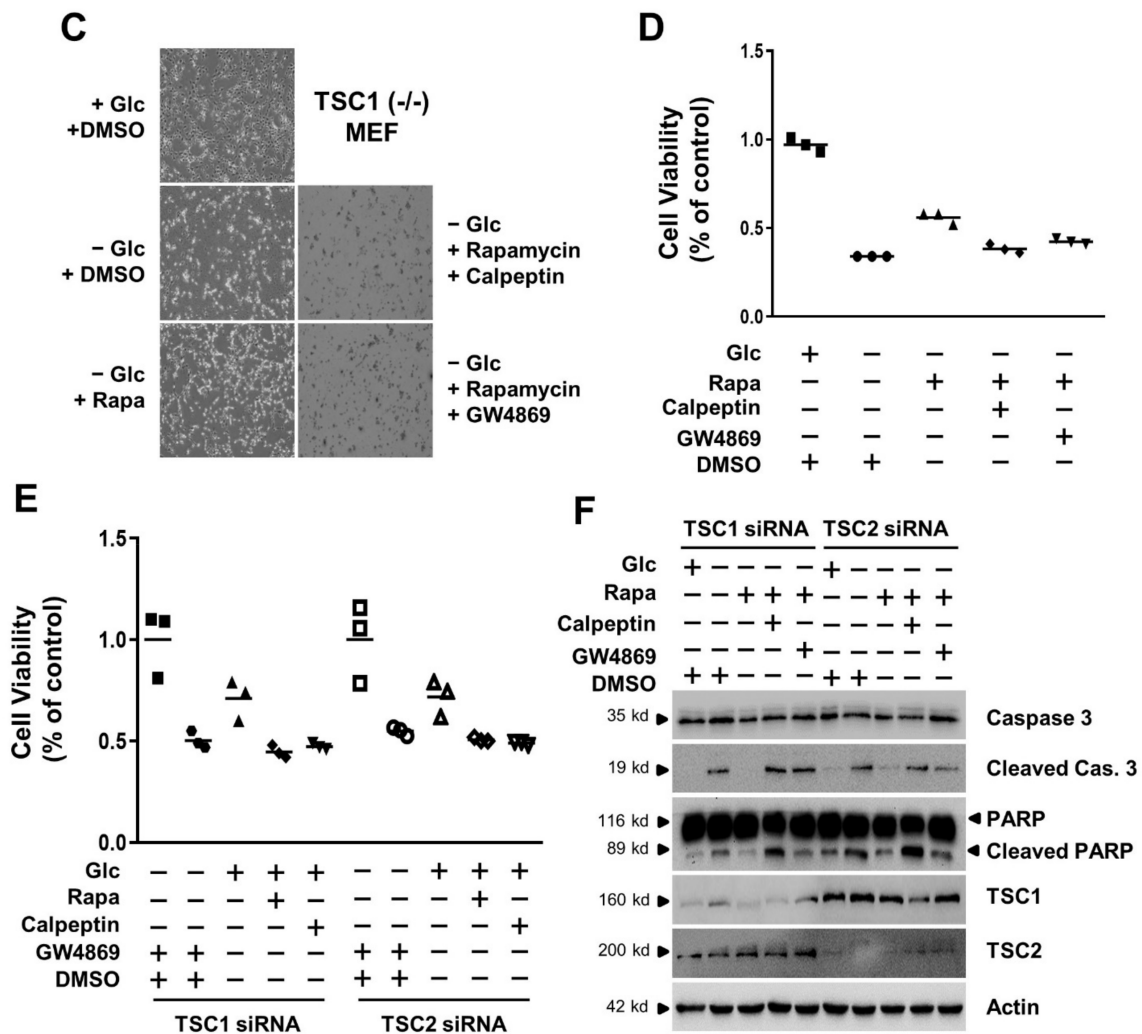 C
+ Glc
+DMSO
TSC1 (-/-)
MEF
– Glc
+ DMSO
– Glc
+ Rapamycin
+ Calpeptin
– Glc
+ Rapa
– Glc
+ Rapamycin
+ GW4869
D
Cell Viability
(% of control)
1.5
1.0
0.5
0.0
Glc + – – – –
Rapa – – + + +
Calpeptin – – – + –
GW4869 – – – – +
DMSO + + – – –
E
Cell Viability
(% of control)
1.5
1.0
0.5
0.0
Glc – – + + + – – + + +
Rapa – – – + – – – – + –
Calpeptin – – – – + – – – – +
GW4869 + + – – – + + – – –
DMSO + + – – – + + – – –
TSC1 siRNA TSC2 siRNA
F
TSC1 siRNA TSC2 siRNA
Glc + – – – – + – – – –
Rapa – – + + + – – + + +
Calpeptin – – – + – – – – + –
GW4869 – – – – + – – – – +
DMSO + + – – – + + – – –
35 kd Caspase 3
19 kd Cleaved Cas. 3
116 kd PARP
89 kd Cleaved PARP
160 kd TSC1
200 kd TSC2
42 kd Actin